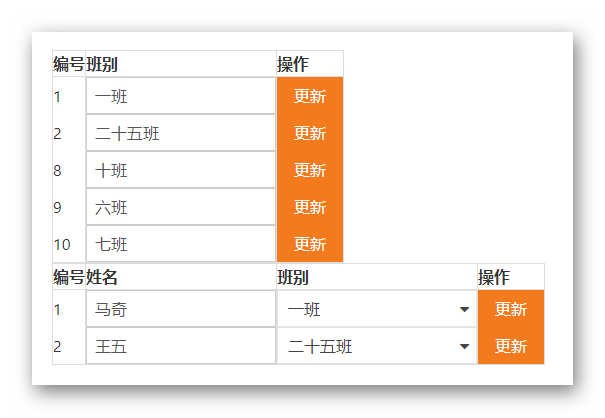 编号 班别 操作
1 一班 更新
2 二十五班 更新
8 十班 更新
9 六班 更新
10 七班 更新
编号 姓名 班别 操作
1 马奇 一班 更新
2 王五 二十五班 更新